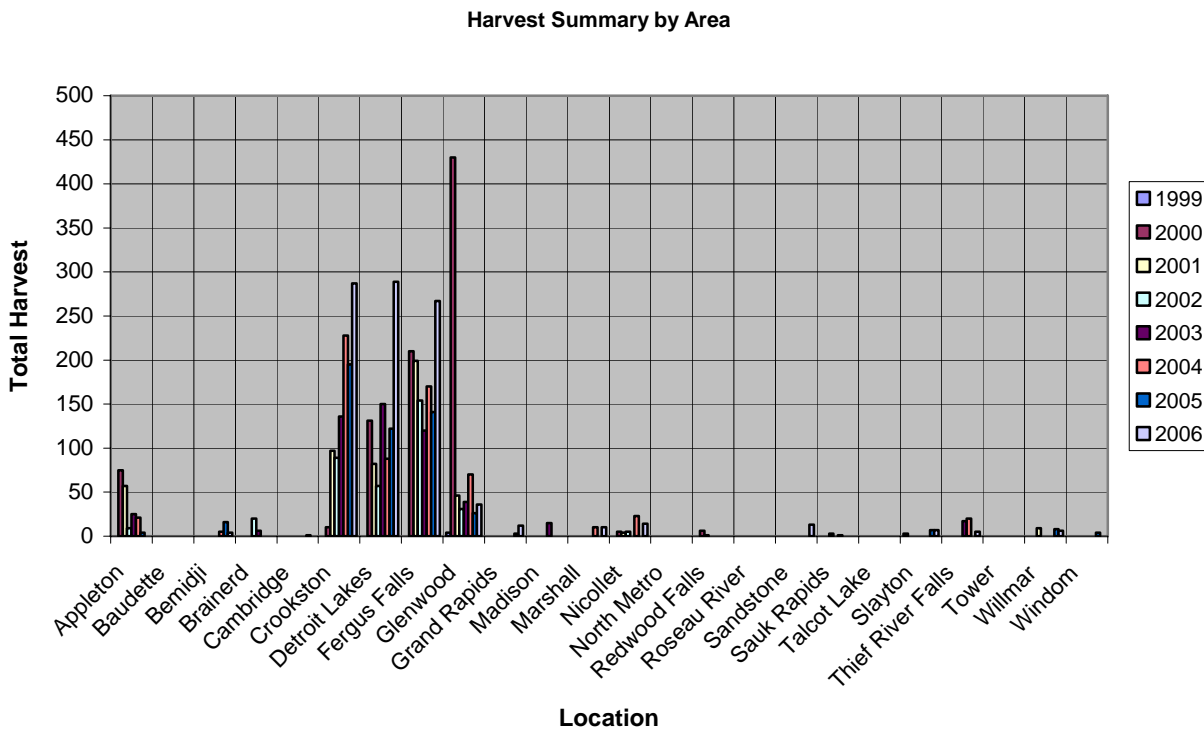 Harvest Summary by Area
500
450
400
350
300
250
200
150
100
50
0
Total Harvest
Appleton
Baudette
Bemidji
Brainerd
Cambridge
Crookston
Detroit Lakes
Fergus Falls
Glenwood
Grand Rapids
Madison
Marshall
Nicollet
North Metro
Redwood Falls
Roseau River
Sandstone
Sauk Rapids
Talcot Lake
Slayton
Thief River Falls
Tower
Willmar
Windom
Location
1999
2000
2001
2002
2003
2004
2005
2006